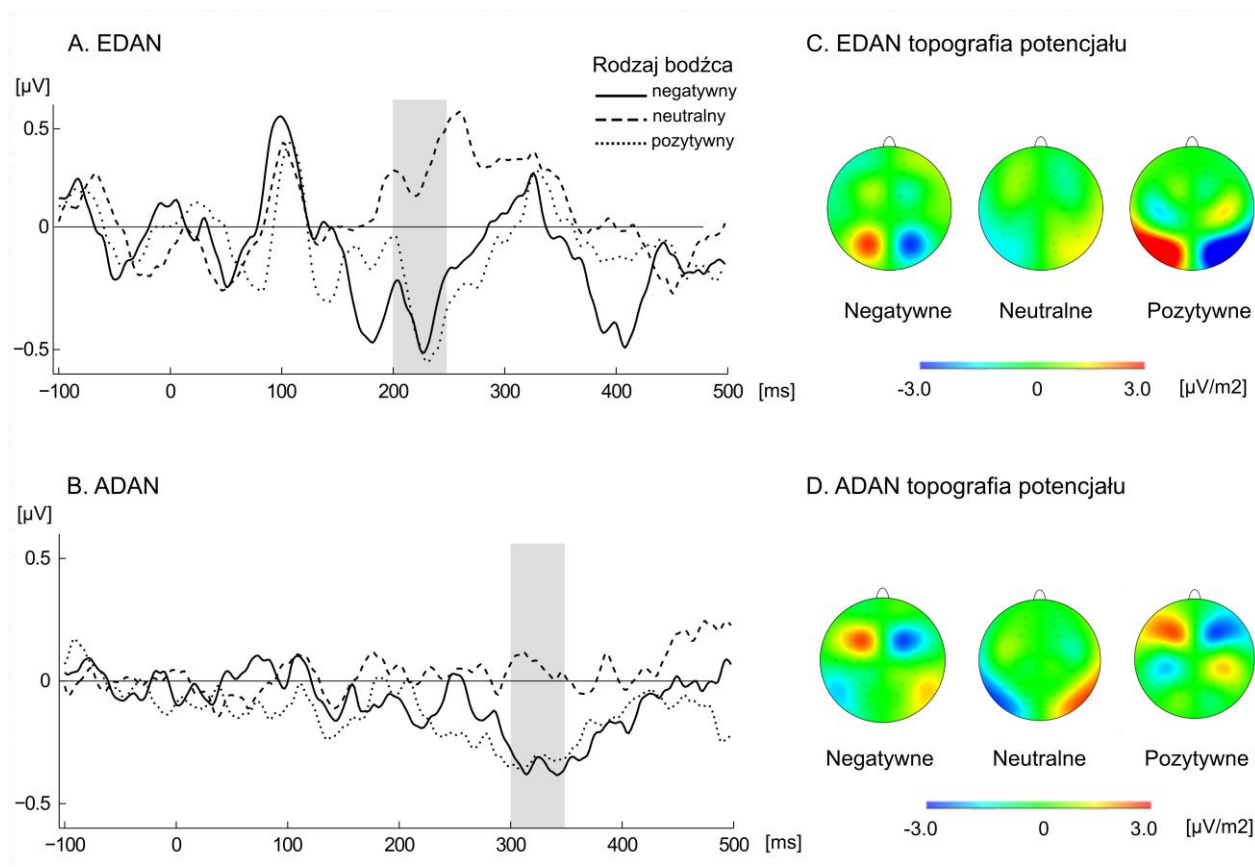 A. EDAN
[µV]
Rodzaj bodźca
negatywny
neutralny
pozytywny
0.5
0
−0.5
−100 0 100 200 300 400 500 [ms]
C. EDAN topografia potencjału
Negatywne Neutralne Pozytywne
-3.0 0 3.0 [µV/m2]
B. ADAN
[µV]
0.5
0
−0.5
−100 0 100 200 300 400 500 [ms]
D. ADAN topografia potencjału
Negatywne Neutralne Pozytywne
-3.0 0 3.0 [µV/m2]